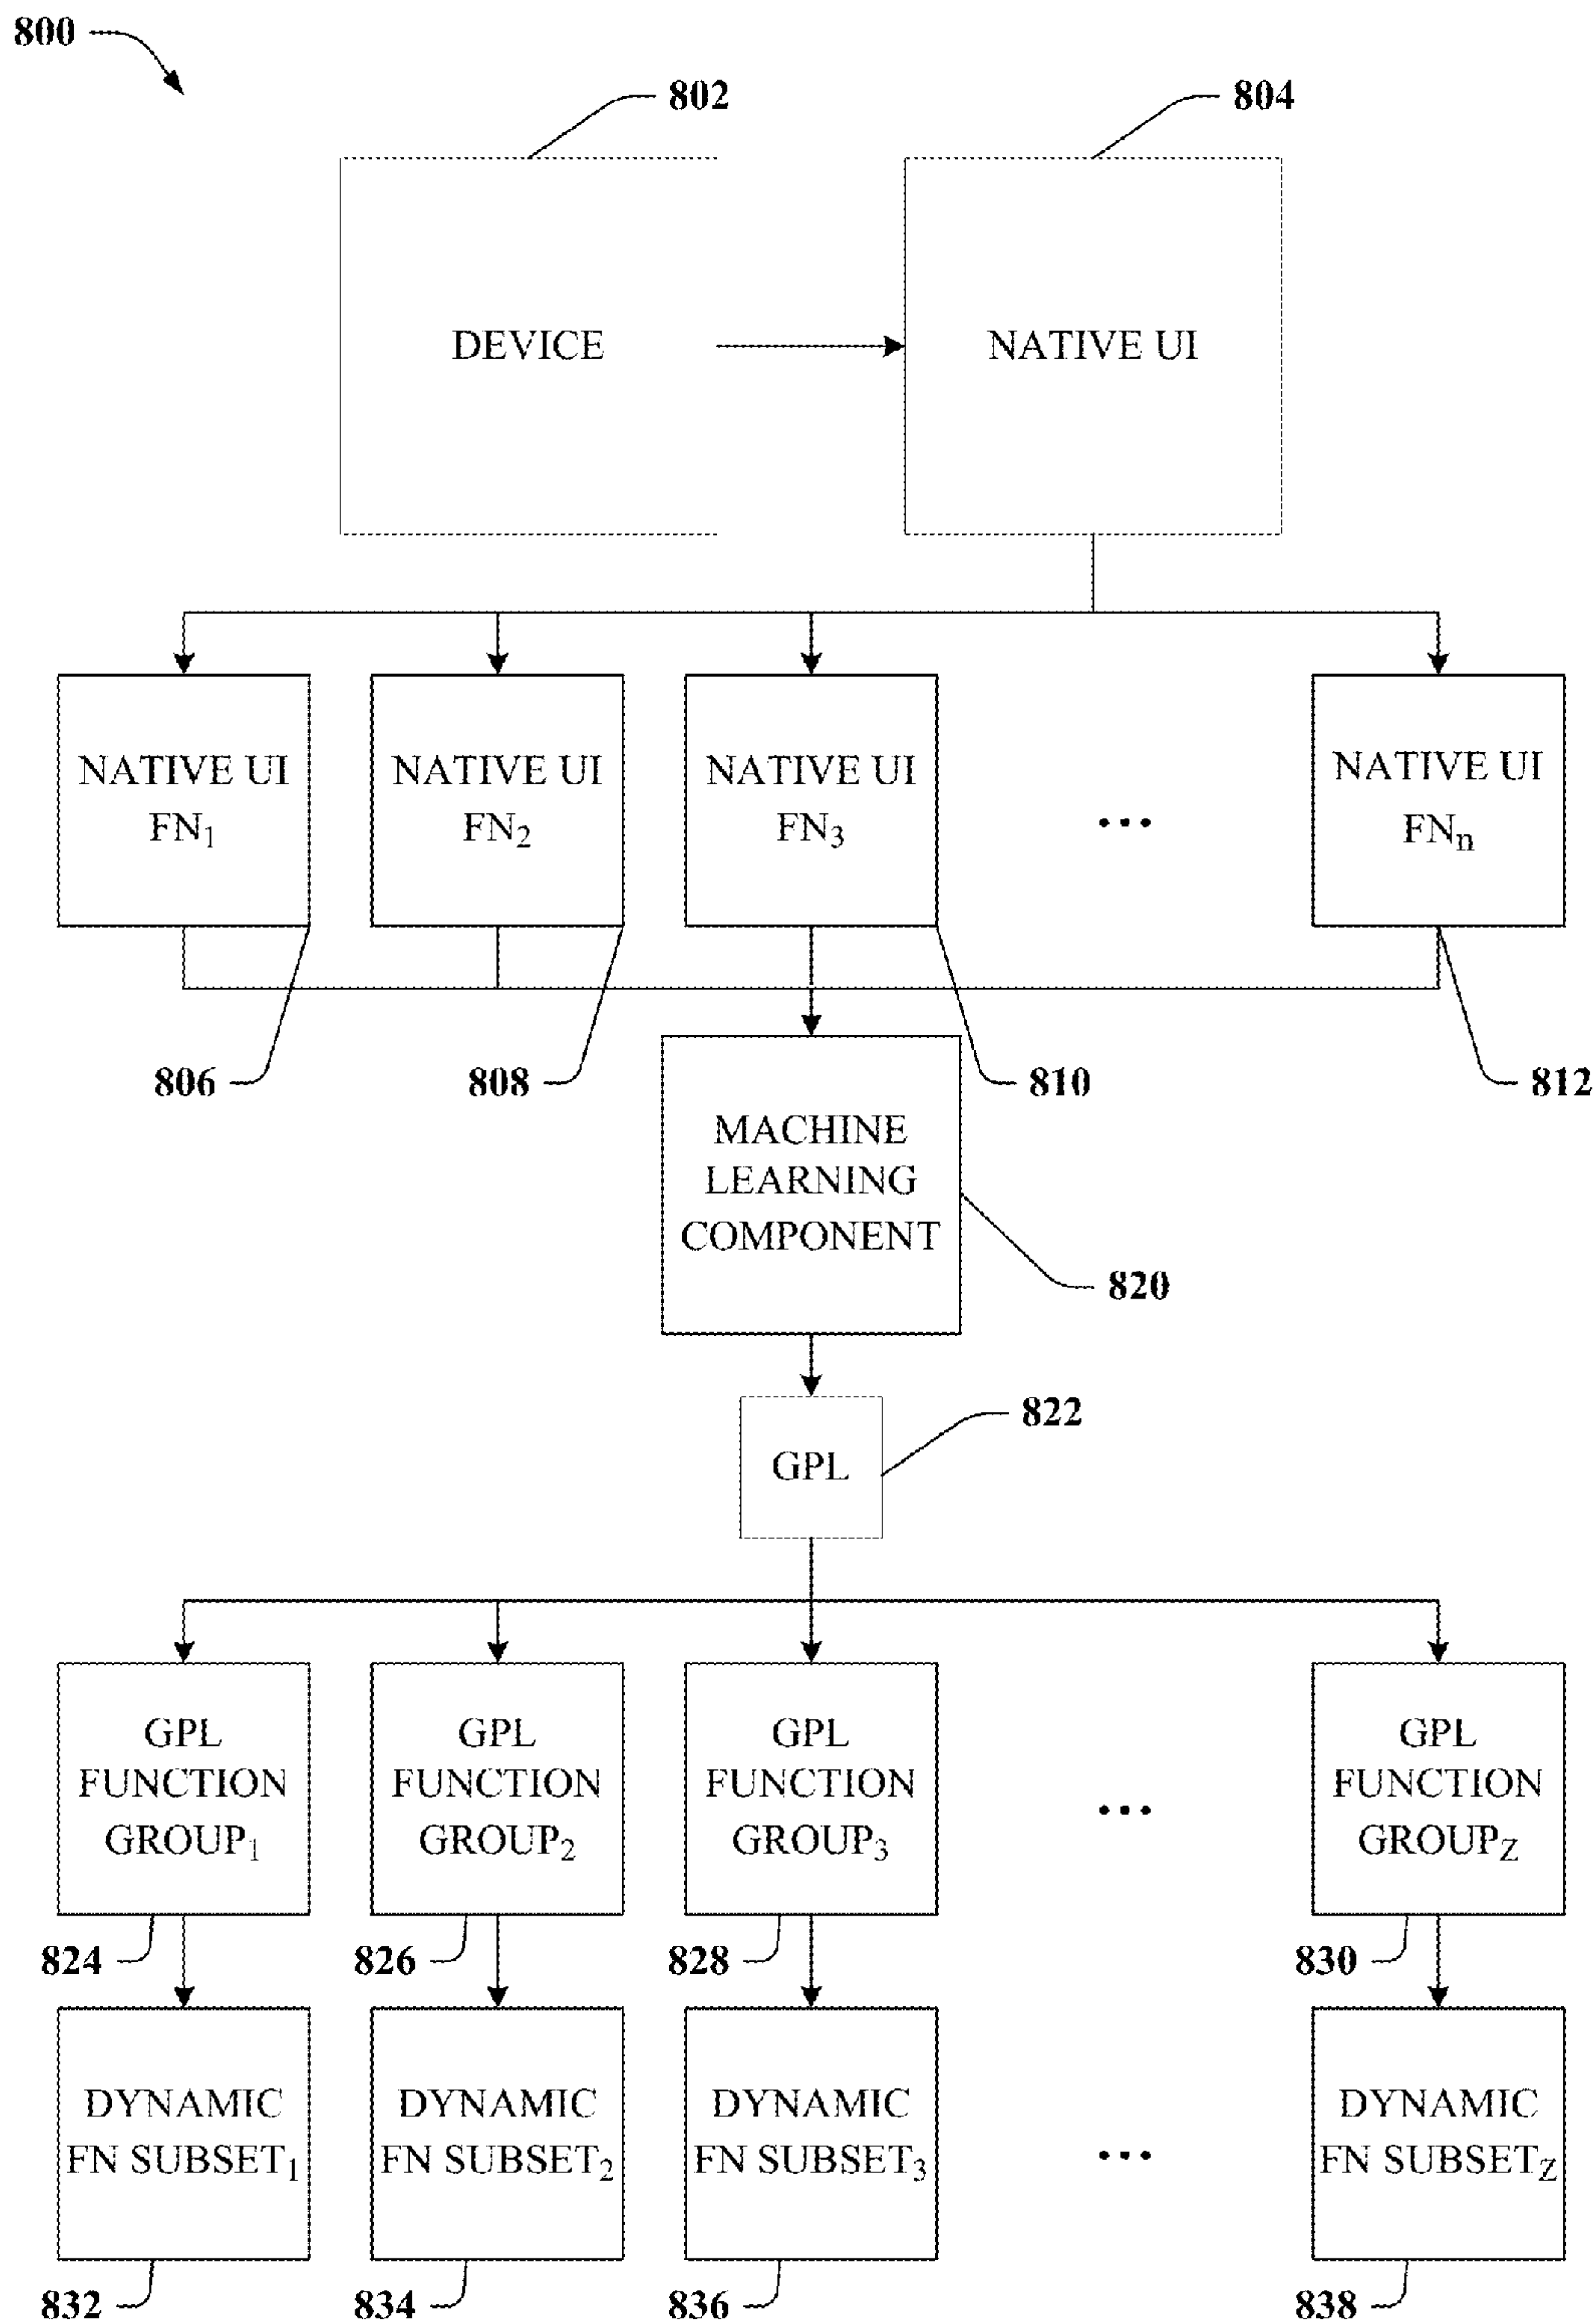 800
802
804
DEVICE
NATIVE UI
NATIVE UI
FN₁
NATIVE UI
FN₂
NATIVE UI
FN₃
...
NATIVE UI
FNₙ
806
808
810
812
MACHINE
LEARNING
COMPONENT
820
822
GPL
GPL
FUNCTION
GROUP₁
GPL
FUNCTION
GROUP₂
GPL
FUNCTION
GROUP₃
...
GPL
FUNCTION
GROUPZ
824
826
828
830
DYNAMIC
FN SUBSET₁
DYNAMIC
FN SUBSET₂
DYNAMIC
FN SUBSET₃
...
DYNAMIC
FN SUBSETZ
832
834
836
838